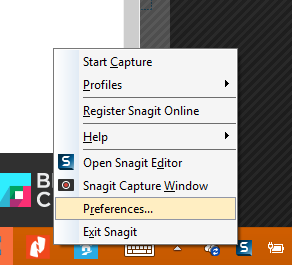 Start Capture
Profiles
Register Snagit Online
Help
Open Snagit Editor
Snagit Capture Window
Preferences...
Exit Snagit